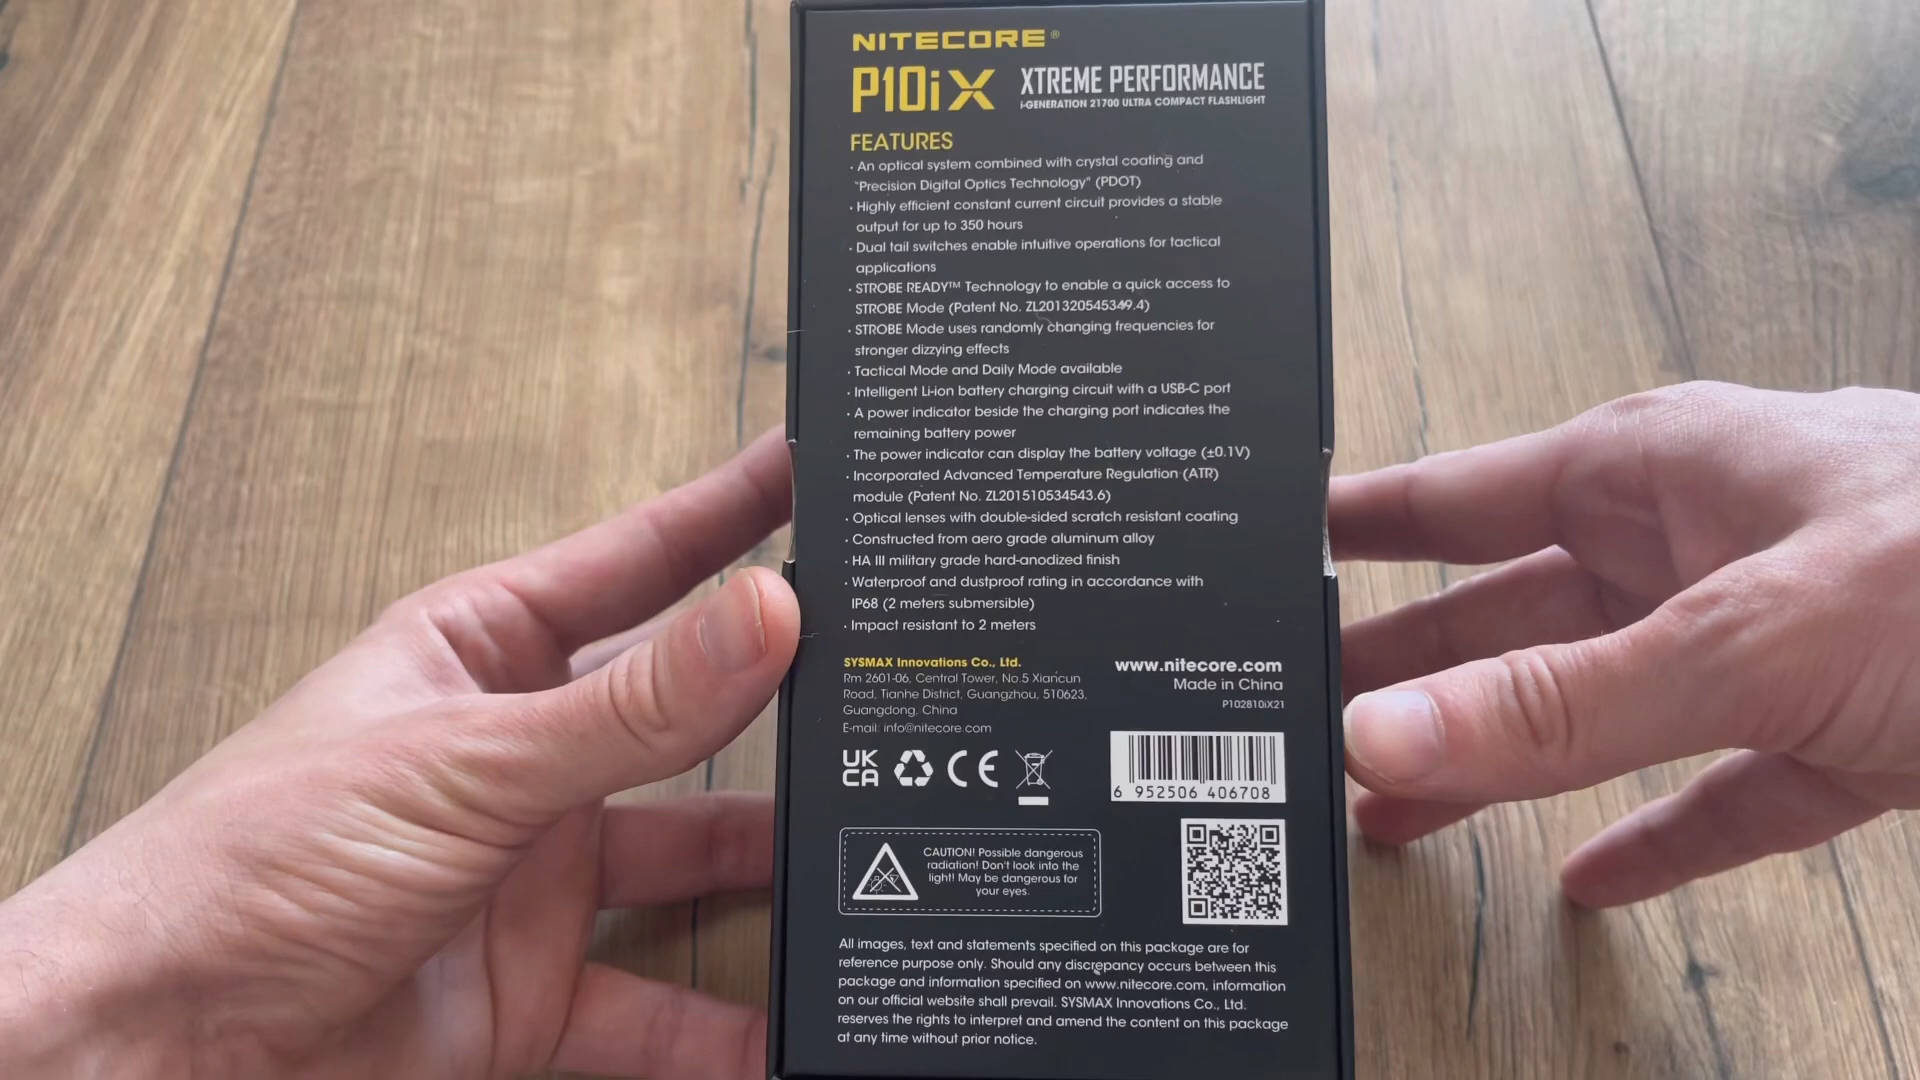 NITECORE®
P10iX XTREME PERFORMANCE
i-GENERATION 21700 ULTRA COMPACT FLASHLIGHT
FEATURES
· An optical system combined with crystal coating and
"Precision Digital Optics Technology" (PDOT)
· Highly efficient constant current circuit provides a stable
output for up to 350 hours
· Dual tail switches enable intuitive operations for tactical
applications
· STROBE READY™ Technology to enable a quick access to
STROBE Mode (Patent No. ZL201320545349.4)
· STROBE Mode uses randomly changing frequencies for
stronger dizzying effects
· Tactical Mode and Daily Mode available
· Intelligent Li-ion battery charging circuit with a USB-C port
· A power indicator beside the charging port indicates the
remaining battery power
· The power indicator can display the battery voltage (±0.1V)
· Incorporated Advanced Temperature Regulation (ATR)
module (Patent No. ZL201510534543.6)
· Optical lenses with double-sided scratch resistant coating
· Constructed from aero grade aluminum alloy
· HA III military grade hard-anodized finish
· Waterproof and dustproof rating in accordance with
IP68 (2 meters submersible)
· Impact resistant to 2 meters
SYSMAX Innovations Co., Ltd.
Rm 2601-06, Central Tower, No.5 Xiancun
Road, Tianhe District, Guangzhou, 510623,
Guangdong, China
E-mail: info@nitecore.com
www.nitecore.com
Made in China
P102810iX21
UK
CA CE
6 952506 406708
CAUTION! Possible dangerous
radiation! Don't look into the
light! May be dangerous for
your eyes.
All images, text and statements specified on this package are for
reference purpose only. Should any discrepancy occurs between this
package and information specified on www.nitecore.com, information
on our official website shall prevail. SYSMAX Innovations Co., Ltd.
reserves the rights to interpret and amend the content on this package
at any time without prior notice.